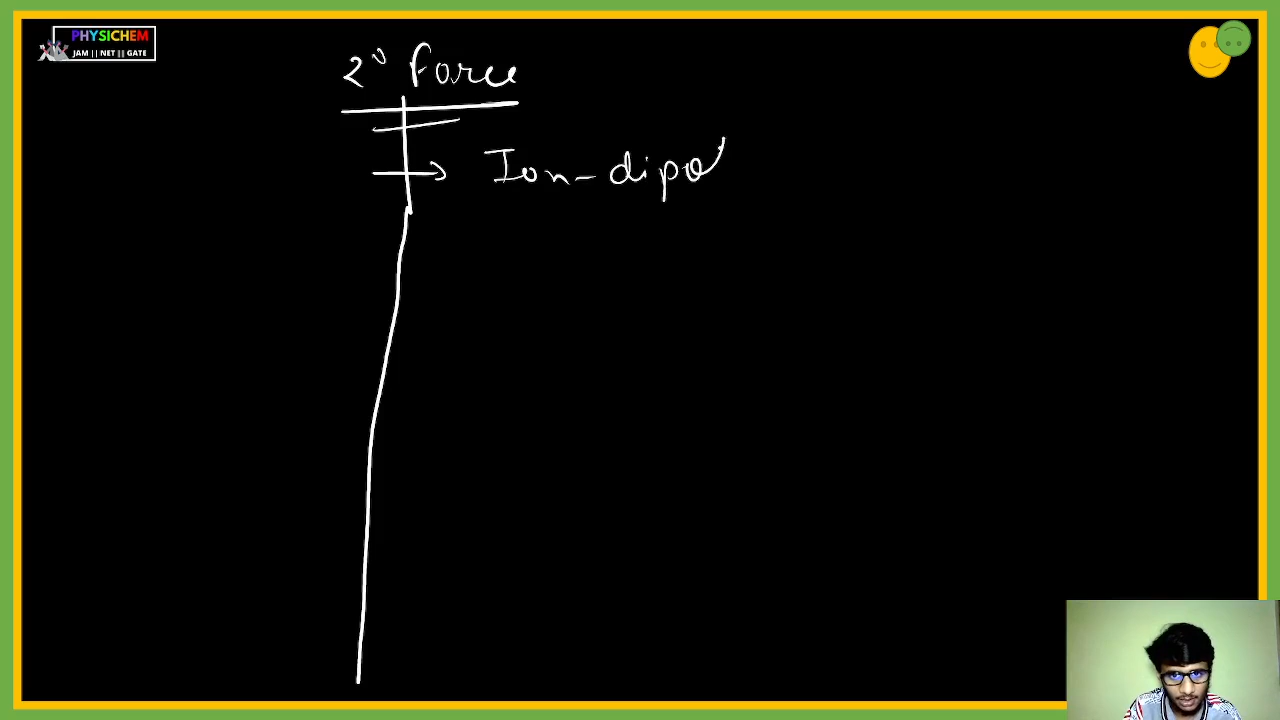 PHYSICHEM
JAM || NET || GATE
2° Force
→ Ion-dipo